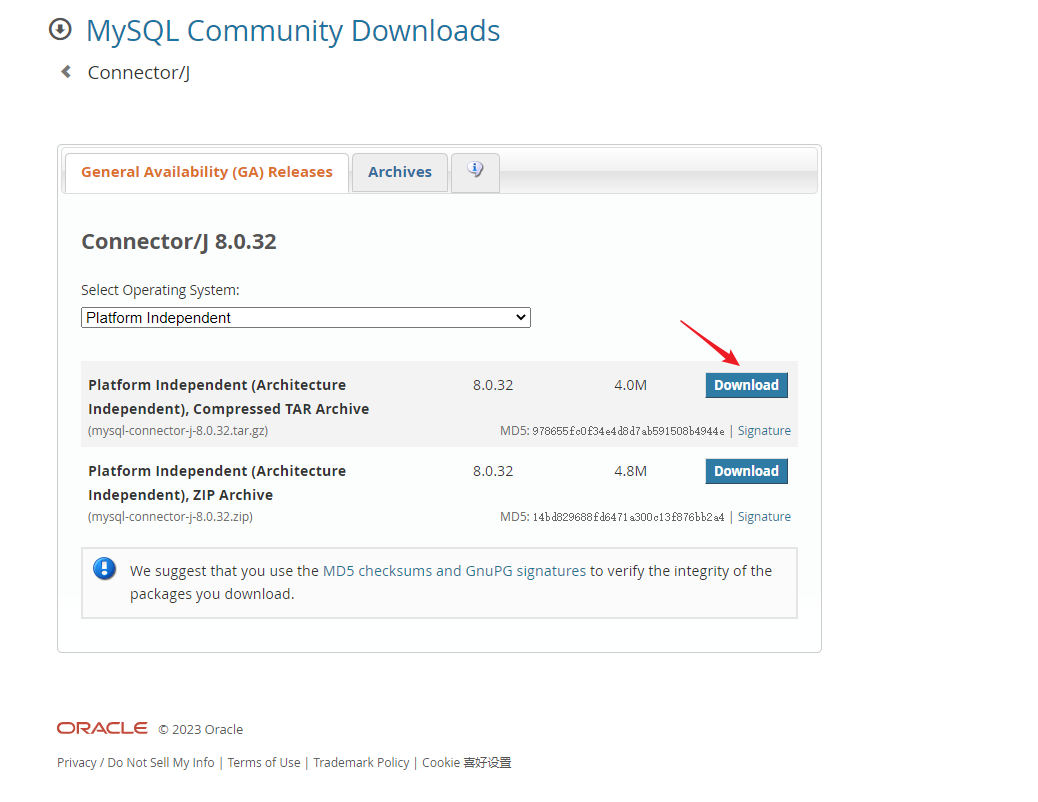 MySQL Community Downloads
Connector/J
General Availability (GA) Releases Archives
Connector/J 8.0.32
Select Operating System:
Platform Independent
Platform Independent (Architecture Independent), Compressed TAR Archive 8.0.32 4.0M Download
(mysql-connector-j-8.0.32.tar.gz) MD5: 978655fc0f34e4d8d7ab591508b4944e | Signature
Platform Independent (Architecture Independent), ZIP Archive 8.0.32 4.8M Download
(mysql-connector-j-8.0.32.zip) MD5: 14bd829688fd6471a300c13f876bb2a4 | Signature
We suggest that you use the MD5 checksums and GnuPG signatures to verify the integrity of the
packages you download.
ORACLE © 2023 Oracle
Privacy / Do Not Sell My Info | Terms of Use | Trademark Policy | Cookie 喜好设置